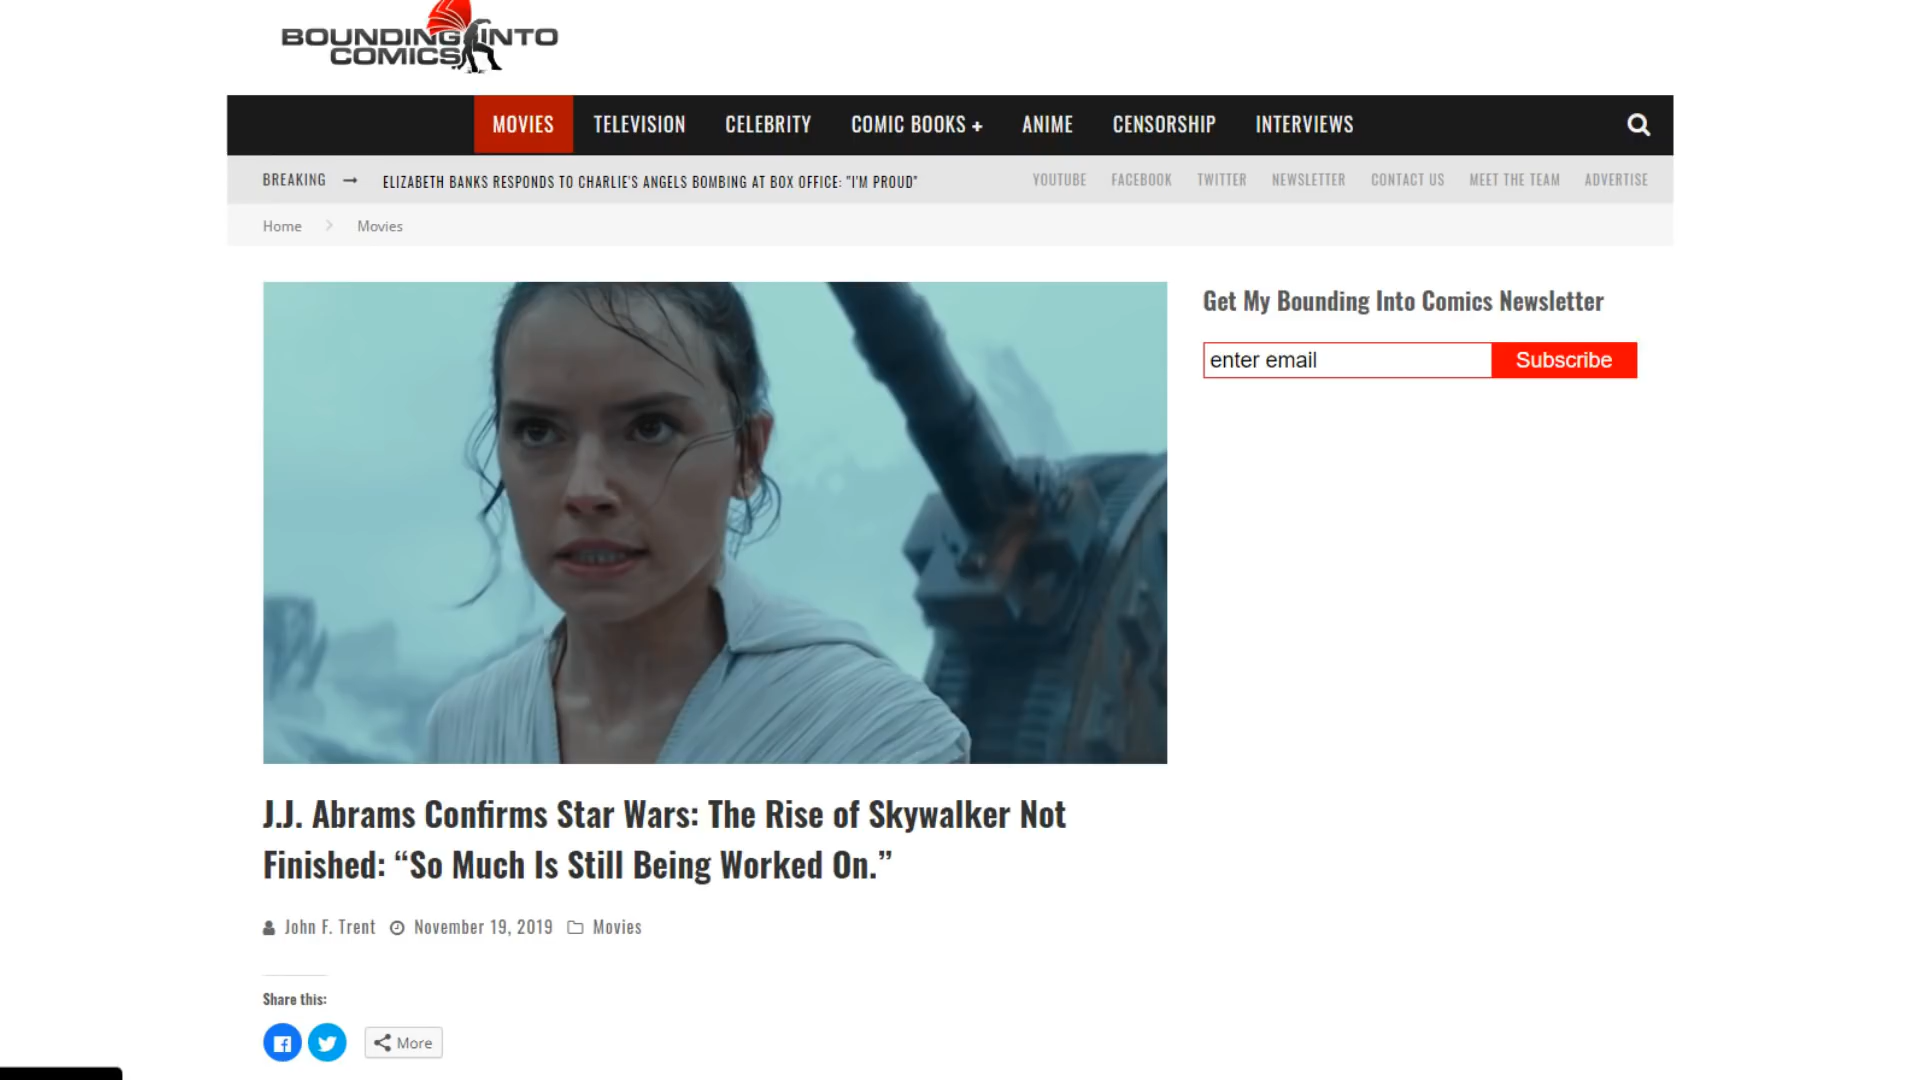 BOUNDING INTO
COMICS
MOVIES TELEVISION CELEBRITY COMIC BOOKS + ANIME CENSORSHIP INTERVIEWS
BREAKING → ELIZABETH BANKS RESPONDS TO CHARLIE'S ANGELS BOMBING AT BOX OFFICE: "I'M PROUD" YOUTUBE FACEBOOK TWITTER NEWSLETTER CONTACT US MEET THE TEAM ADVERTISE
Home Movies
Get My Bounding Into Comics Newsletter
enter email Subscribe
J.J. Abrams Confirms Star Wars: The Rise of Skywalker Not
Finished: “So Much Is Still Being Worked On.”
John F. Trent November 19, 2019 Movies
Share this:
More